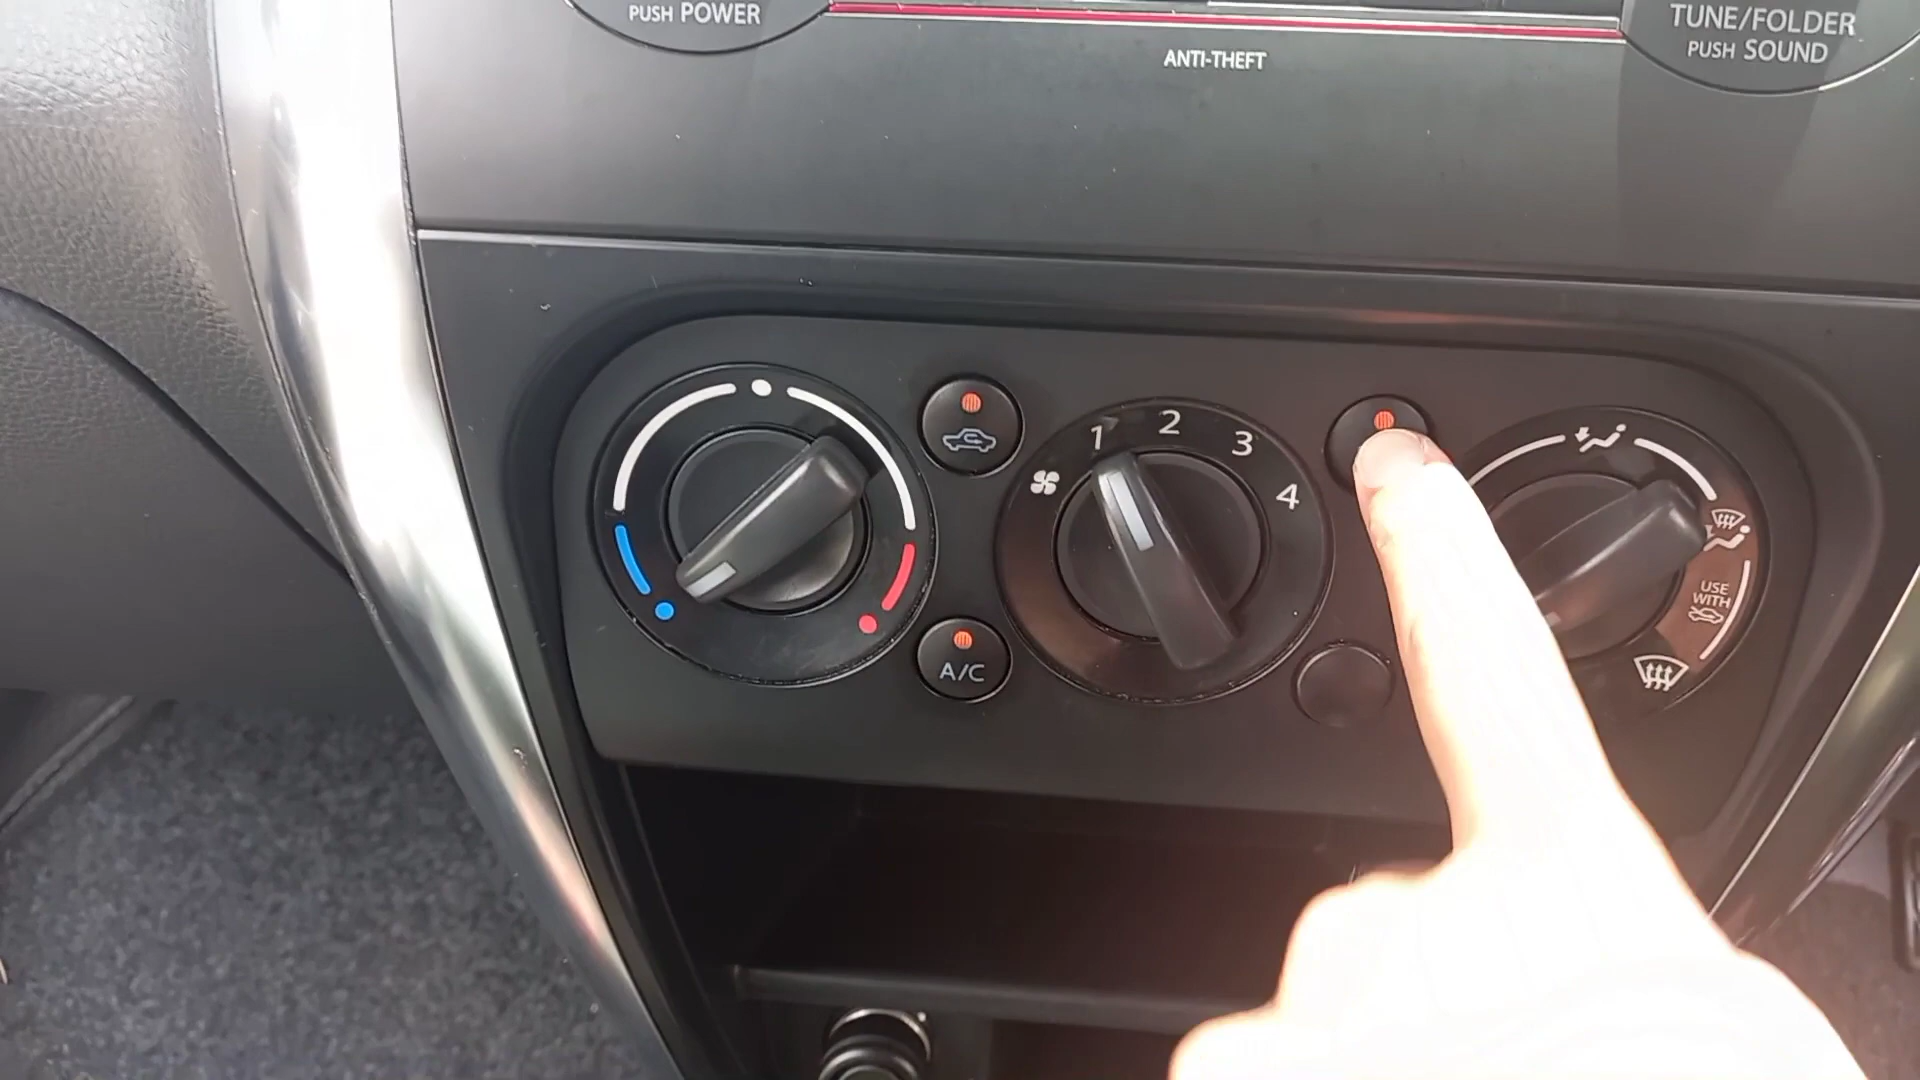 PUSH POWER
ANTI-THEFT
TUNE/FOLDER
PUSH SOUND
1 2 3 4
A/C
USE
WITH